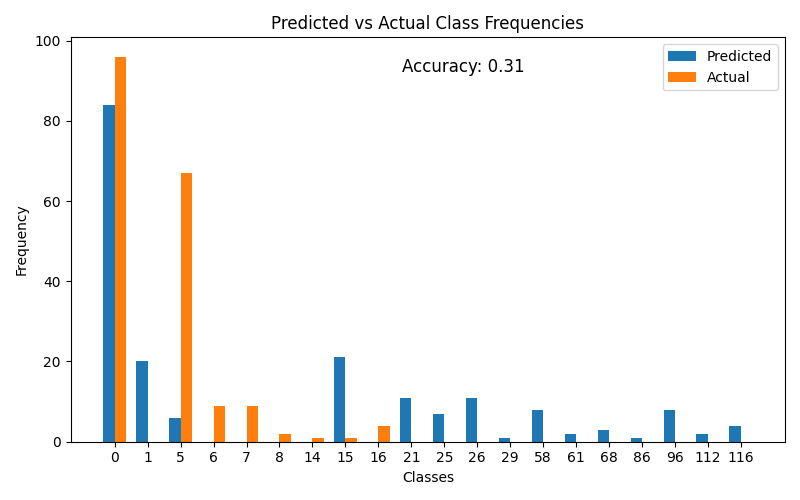 Predicted vs Actual Class Frequencies
Accuracy: 0.31
Predicted
Actual
Frequency
100
80
60
40
20
0
0 1 5 6 7 8 14 15 16 21 25 26 29 58 61 68 86 96 112 116
Classes